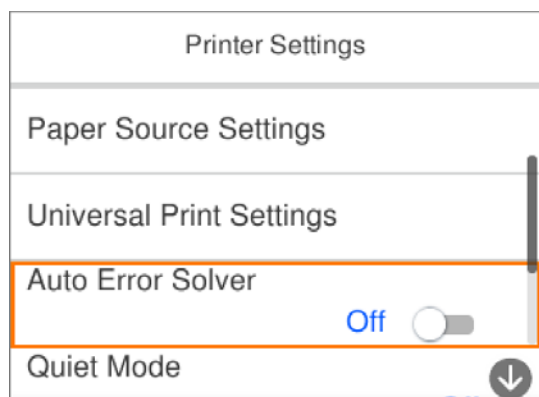 Printer Settings
Paper Source Settings
Universal Print Settings
Auto Error Solver
Off
Quiet Mode